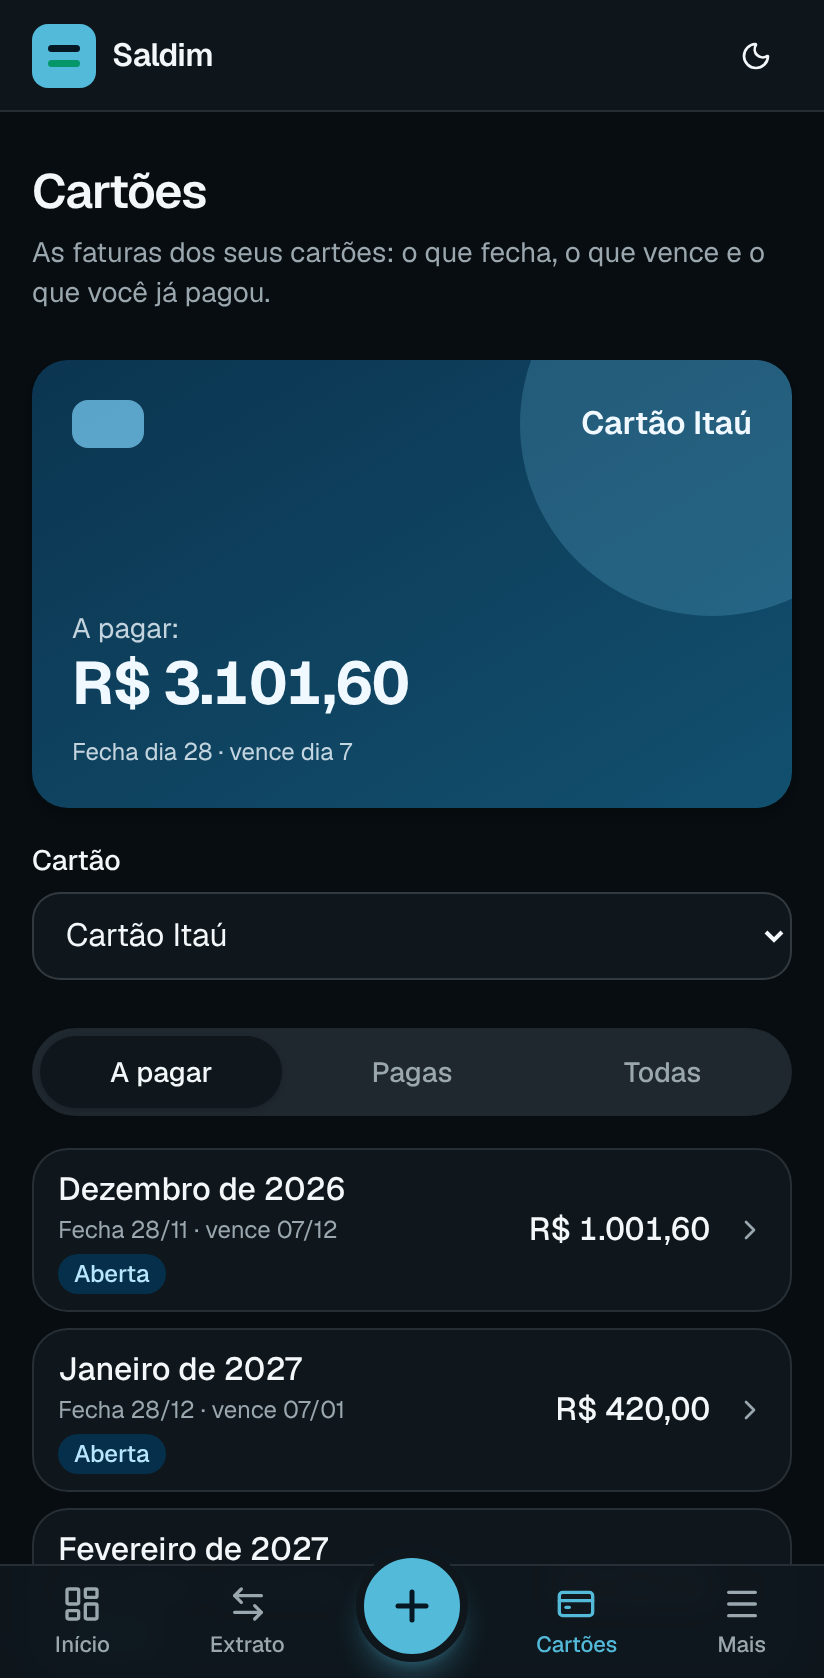 Saldim
Cartões
As faturas dos seus cartões: o que fecha, o que vence e o
que você já pagou.
Cartão Itaú
A pagar:
R$ 3.101,60
Fecha dia 28 · vence dia 7
Cartão
Cartão Itaú
A pagar
Pagas
Todas
Dezembro de 2026
Fecha 28/11 · vence 07/12
R$ 1.001,60
Aberta
Janeiro de 2027
Fecha 28/12 · vence 07/01
R$ 420,00
Aberta
Fevereiro de 2027
Início
Extrato
Cartões
Mais